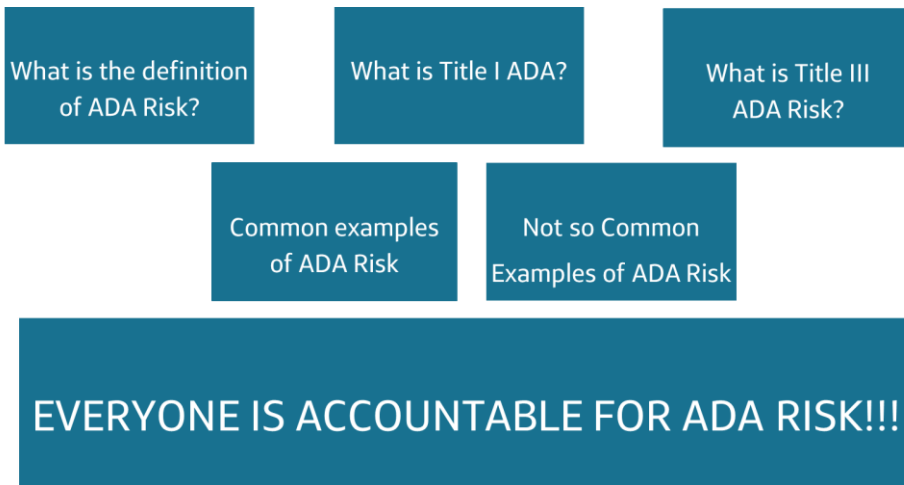 What is the definition
of ADA Risk?
What is Title I ADA?
What is Title III
ADA Risk?
Common examples
of ADA Risk
Not so Common
Examples of ADA Risk
EVERYONE IS ACCOUNTABLE FOR ADA RISK!!!